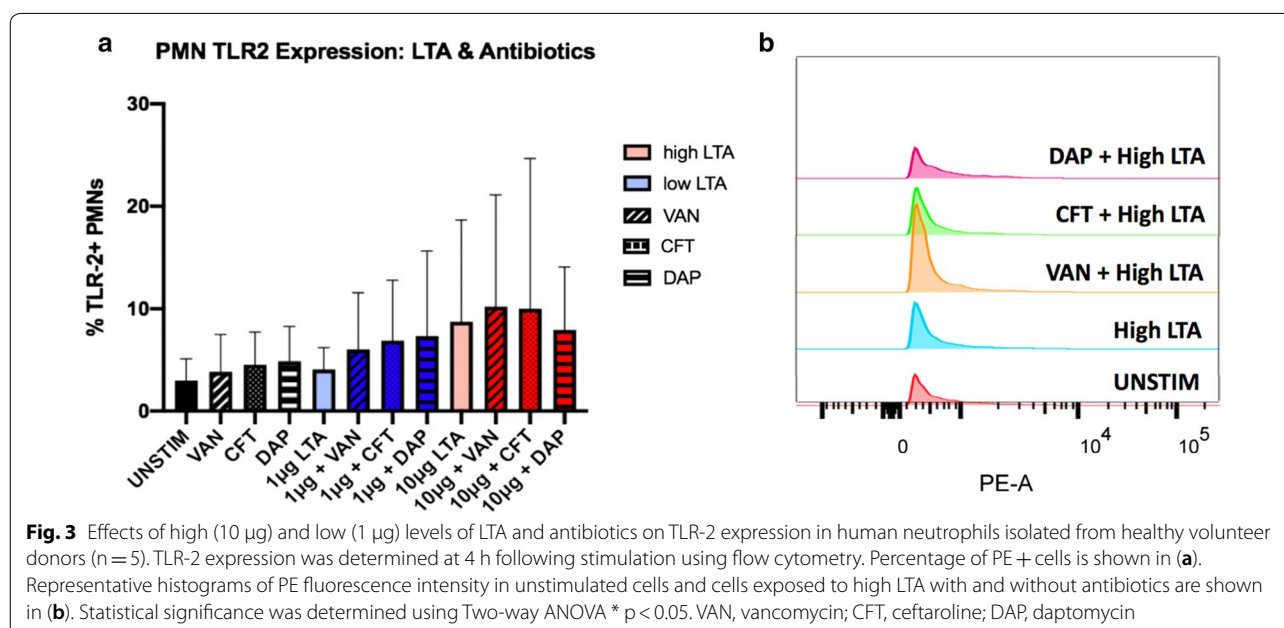 a
PMN TLR2 Expression: LTA & Antibiotics
% TLR-2+ PMNs
30
20
10
0
UNSTIM
VAN
CFT
DAP
1µg LTA
1µg + VAN
1µg + CFT
1µg + DAP
10µg LTA
10µg + VAN
10µg + CFT
10µg + DAP
high LTA
low LTA
VAN
CFT
DAP
b
DAP + High LTA
CFT + High LTA
VAN + High LTA
High LTA
UNSTIM
0
10^4
10^5
PE-A
Fig. 3 Effects of high (10 µg) and low (1 µg) levels of LTA and antibiotics on TLR-2 expression in human neutrophils isolated from healthy volunteer
donors (n = 5). TLR-2 expression was determined at 4 h following stimulation using flow cytometry. Percentage of PE + cells is shown in (a).
Representative histograms of PE fluorescence intensity in unstimulated cells and cells exposed to high LTA with and without antibiotics are shown
in (b). Statistical significance was determined using Two-way ANOVA * p < 0.05. VAN, vancomycin; CFT, ceftaroline; DAP, daptomycin